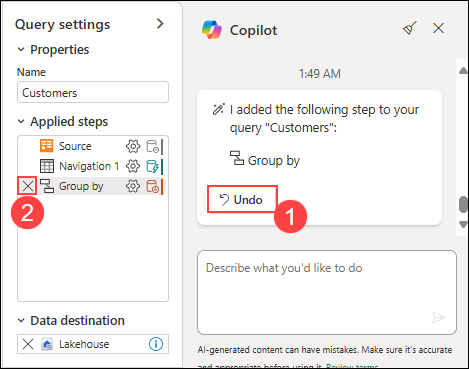 Query settings
Properties
Name
Customers
Applied steps
Source
Navigation 1
Group by
2
Data destination
Lakehouse
Copilot
1:49 AM
I added the following step to your
query "Customers":
Group by
Undo
1
Describe what you'd like to do
AI-generated content can have mistakes. Make sure it's accurate
and appropriate before using it. Review terms